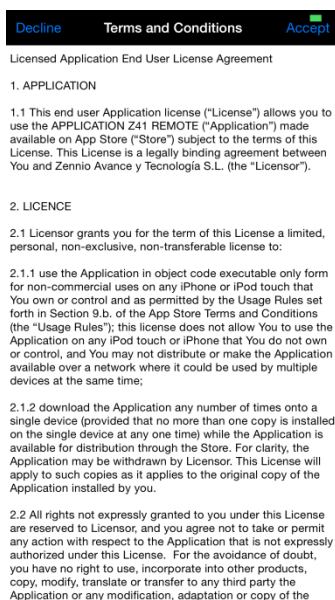 Decline Terms and Conditions Accept
Licensed Application End User License Agreement
1. APPLICATION
1.1 This end user Application license (“License”) allows you to
use the APPLICATION Z41 REMOTE (“Application”) made
available on App Store (“Store”) subject to the terms of this
License. This License is a legally binding agreement between
You and Zennio Avance y Tecnología S.L. (the “Licensor”).
2. LICENCE
2.1 Licensor grants you for the term of this License a limited,
personal, non-exclusive, non-transferable license to:
2.1.1 use the Application in object code executable only form
for non-commercial uses on any iPhone or iPod touch that
You own or control and as permitted by the Usage Rules set
forth in Section 9.b. of the App Store Terms and Conditions
(the “Usage Rules”); this license does not allow You to use the
Application on any iPod touch or iPhone that You do not own
or control, and You may not distribute or make the Application
available over a network where it could be used by multiple
devices at the same time;
2.1.2 download the Application any number of times onto a
single device (provided that no more than one copy is installed
on the single device at any one time) while the Application is
available for distribution through the Store. For clarity, the
Application may be withdrawn by Licensor. This License will
apply to such copies as it applies to the original copy of the
Application installed by you.
2.2 All rights not expressly granted to you under this License
are reserved to Licensor, and you agree not to take or permit
any action with respect to the Application that is not expressly
authorized under this License. For the avoidance of doubt,
you have no right to use, incorporate into other products,
copy, modify, translate or transfer to any third party the
Application or any modification, adaptation or copy of the